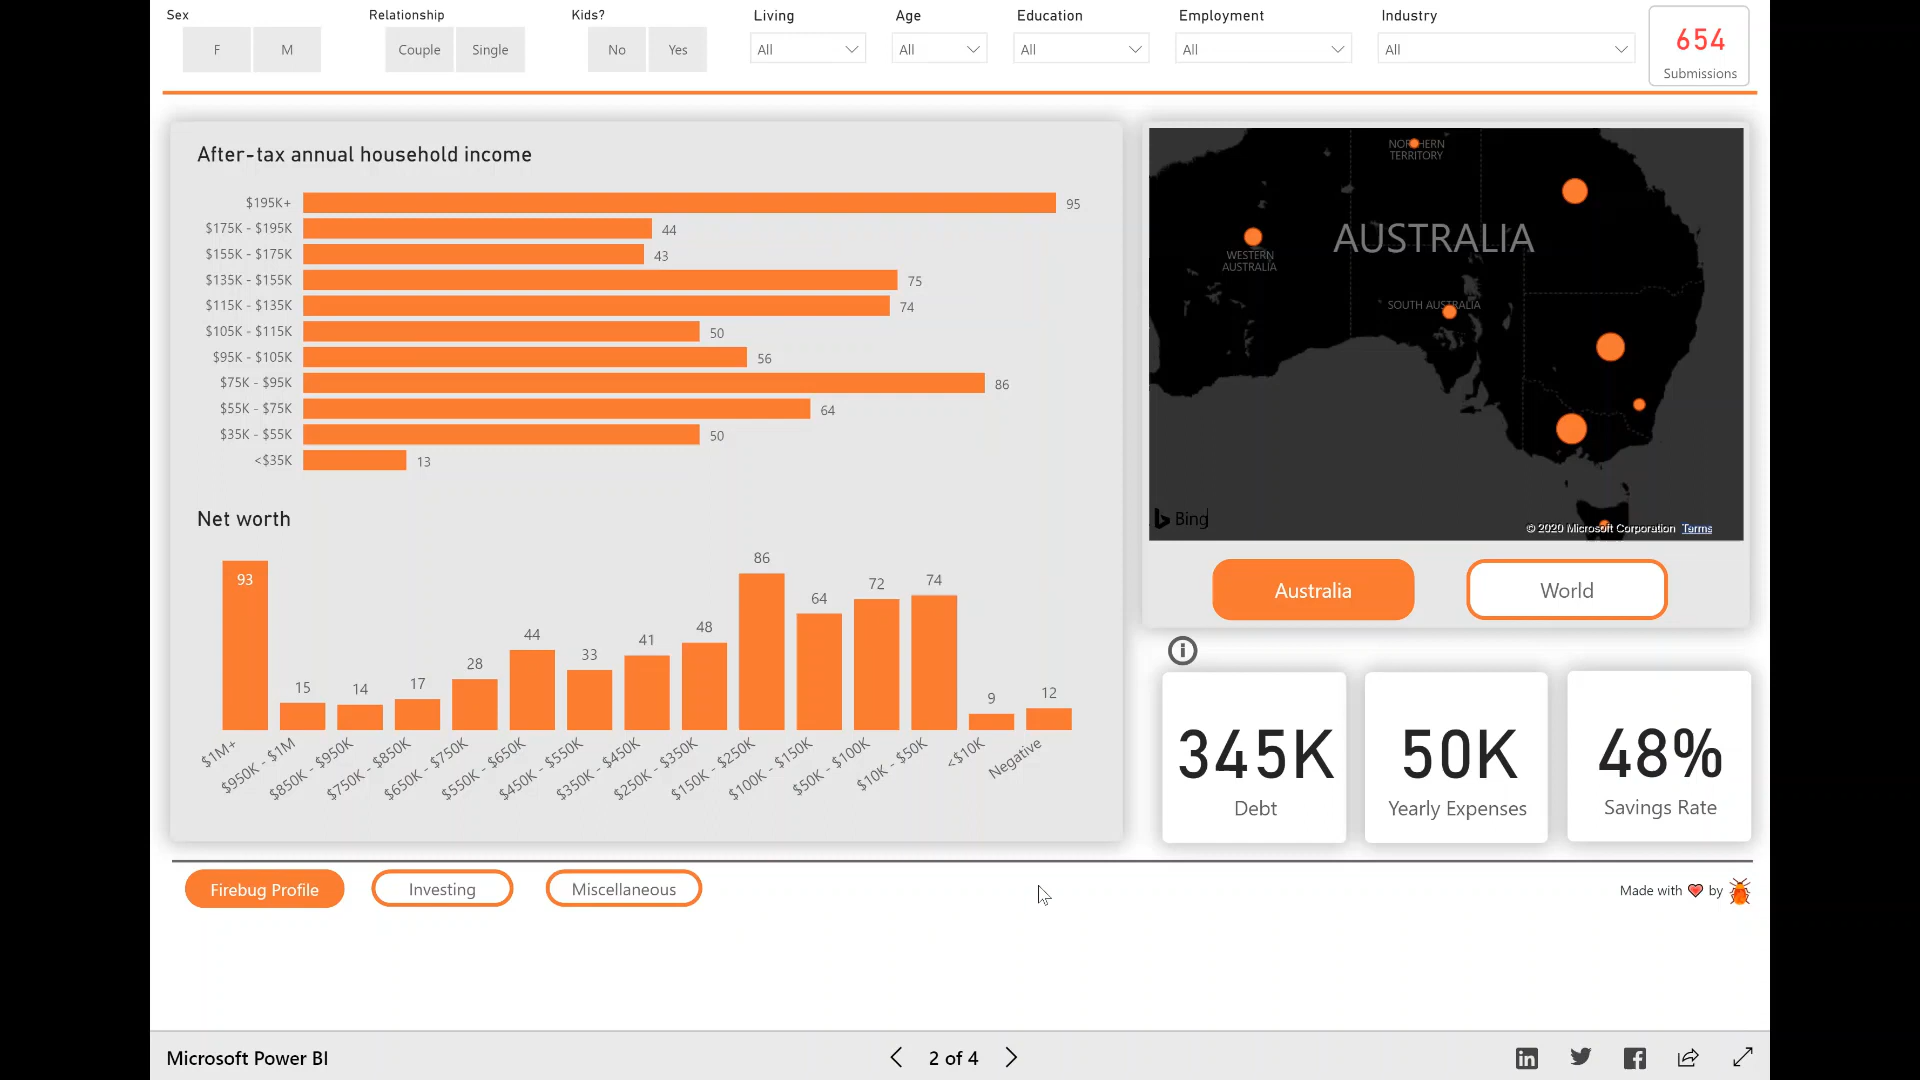 Sex
Relationship
Kids?
Living
Age
Education
Employment
Industry
F
M
Couple
Single
No
Yes
All
All
All
All
All
654
Submissions
After-tax annual household income
$195K+ 95
$175K - $195K 44
$155K - $175K 43
$135K - $155K 75
$115K - $135K 74
$105K - $115K 50
$95K - $105K 56
$75K - $95K 86
$55K - $75K 64
$35K - $55K 50
<$35K 13
Net worth
93
15
14
17
28
44
33
41
48
86
64
72
74
9
12
$1M+
$950K - $1M
$850K - $950K
$750K - $850K
$650K - $750K
$550K - $650K
$450K - $550K
$350K - $450K
$250K - $350K
$150K - $250K
$100K - $150K
$50K - $100K
$10K - $50K
<$10K
Negative
NORTHERN
TERRITORY
AUSTRALIA
WESTERN
AUSTRALIA
SOUTH AUSTRALIA
Bing
© 2020 Microsoft Corporation Terms
Australia
World
345K
Debt
50K
Yearly Expenses
48%
Savings Rate
Firebug Profile
Investing
Miscellaneous
Made with by
Microsoft Power BI
2 of 4